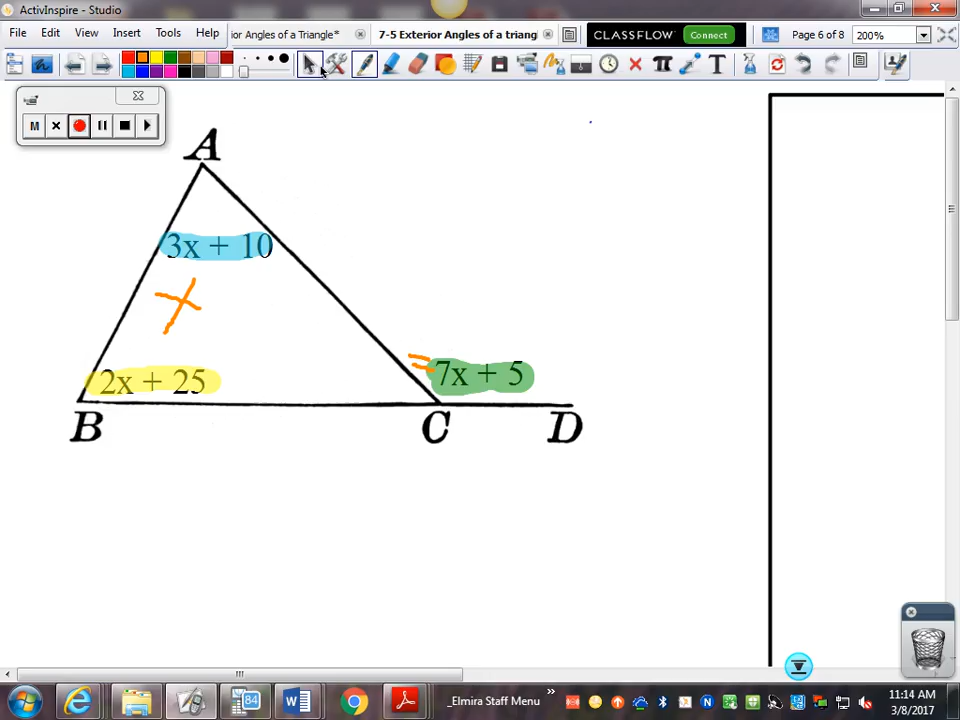 ActivInspire - Studio
File Edit View Insert Tools Help
ior Angles of a Triangle*
7-5 Exterior Angles of a triang
CLASSFLOW
Connect
Page 6 of 8
200%
M
A
3x + 10
+
=
7x + 5
2x + 25
B
C
D
84
_Elmira Staff Menu
11:14 AM
3/8/2017